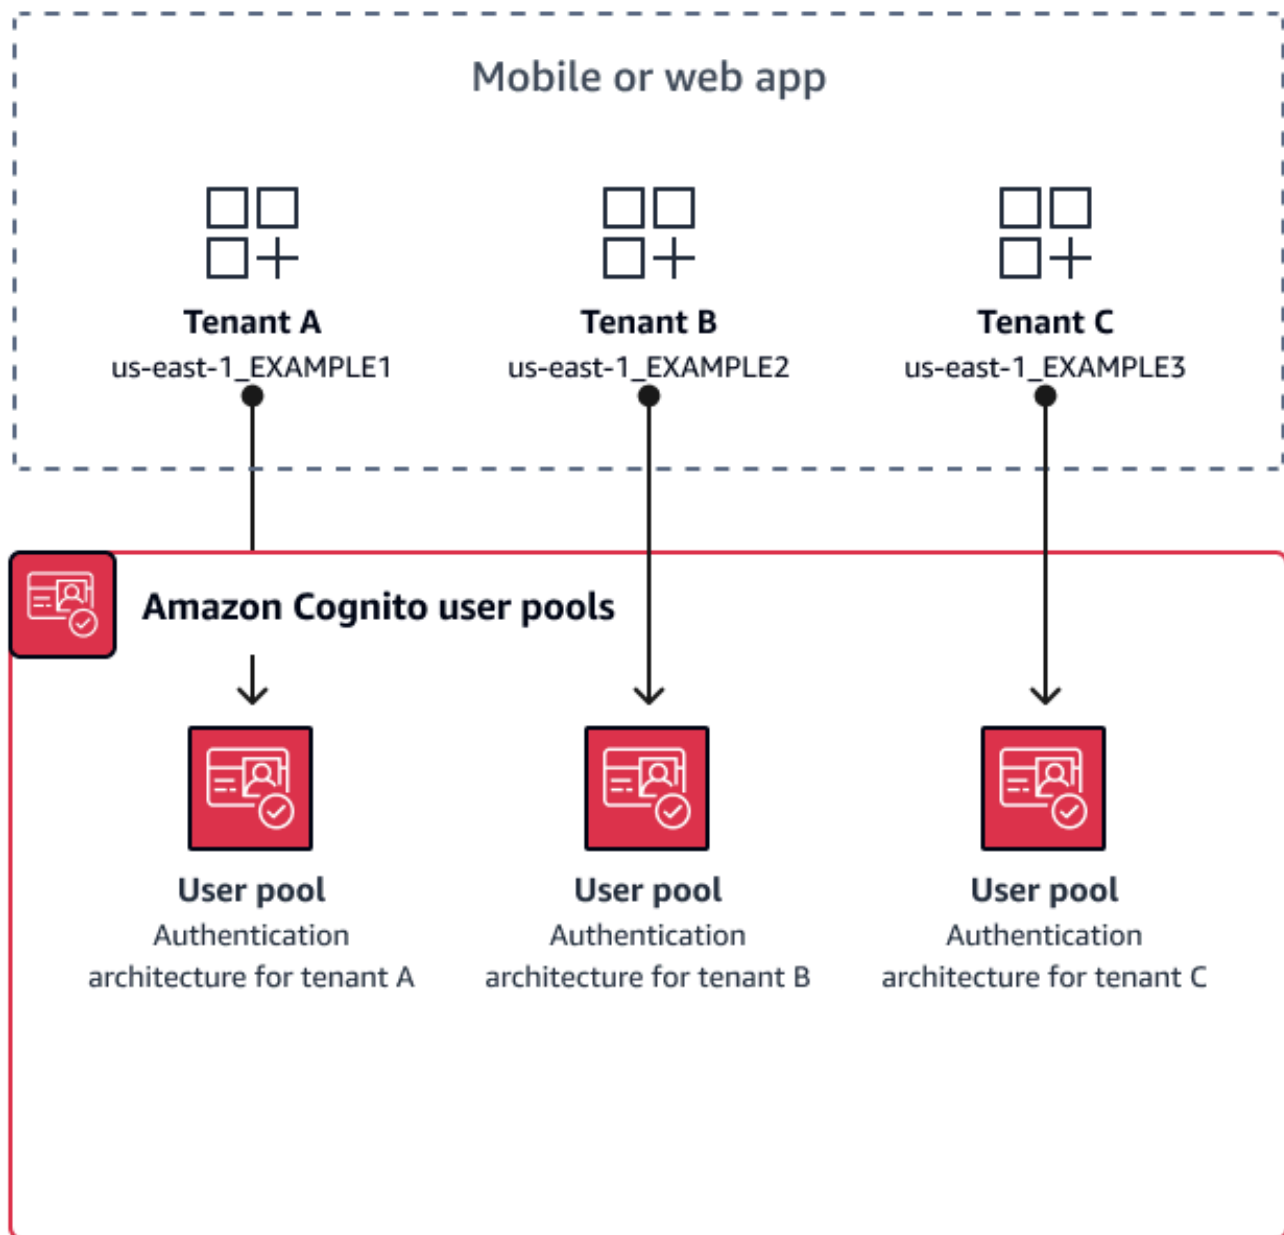 Mobile or web app
Tenant A
us-east-1_EXAMPLE1
Tenant B
us-east-1_EXAMPLE2
Tenant C
us-east-1_EXAMPLE3
Amazon Cognito user pools
User pool
Authentication
architecture for tenant A
User pool
Authentication
architecture for tenant B
User pool
Authentication
architecture for tenant C